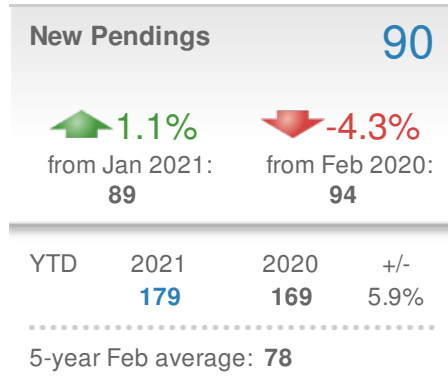 New Pendings 90
1.1% -4.3%
from Jan 2021: from Feb 2020:
89 94
YTD 2021 2020 +/-
179 169 5.9%
5-year Feb average: 78